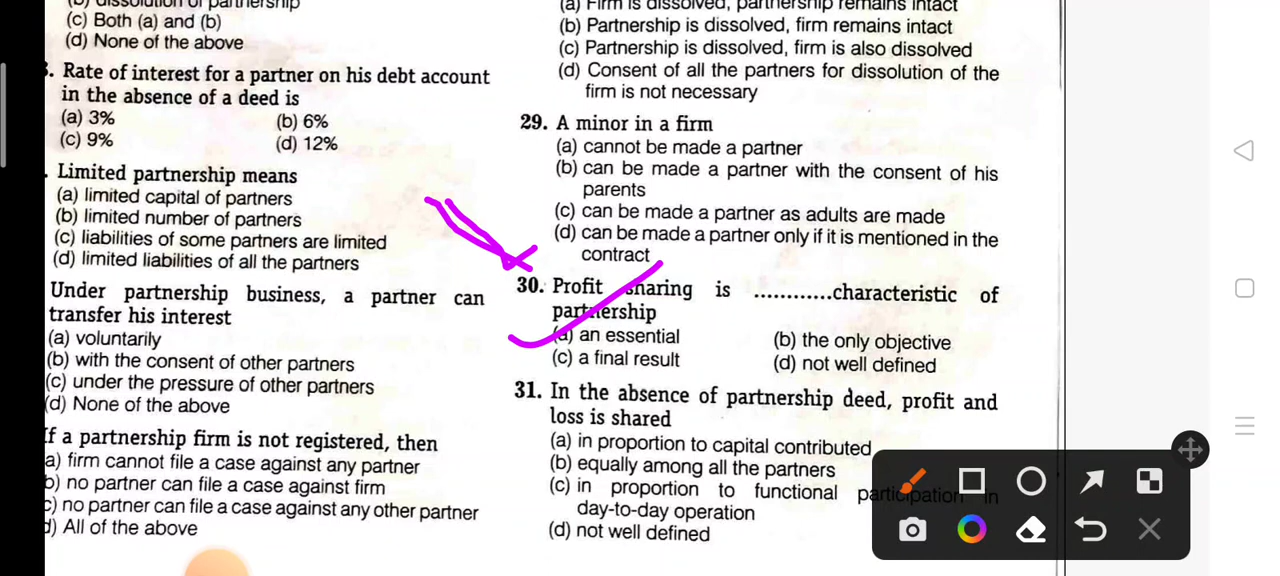 (b) dissolution of partnership
(c) Both (a) and (b)
(d) None of the above
. Rate of interest for a partner on his debt account
in the absence of a deed is
(a) 3% (b) 6%
(c) 9% (d) 12%
. Limited partnership means
(a) limited capital of partners
(b) limited number of partners
(c) liabilities of some partners are limited
(d) limited liabilities of all the partners
Under partnership business, a partner can
transfer his interest
(a) voluntarily
(b) with the consent of other partners
(c) under the pressure of other partners
(d) None of the above
If a partnership firm is not registered, then
a) firm cannot file a case against any partner
b) no partner can file a case against firm
c) no partner can file a case against any other partner
d) All of the above
(a) Firm is dissolved, partnership remains intact
(b) Partnership is dissolved, firm remains intact
(c) Partnership is dissolved, firm is also dissolved
(d) Consent of all the partners for dissolution of the
firm is not necessary
29. A minor in a firm
(a) cannot be made a partner
(b) can be made a partner with the consent of his
parents
(c) can be made a partner as adults are made
(d) can be made a partner only if it is mentioned in the
contract
30. Profit sharing is ............characteristic of
partnership
(a) an essential (b) the only objective
(c) a final result (d) not well defined
31. In the absence of partnership deed, profit and
loss is shared
(a) in proportion to capital contributed
(b) equally among all the partners
(c) in proportion to functional participation in
day-to-day operation
(d) not well defined